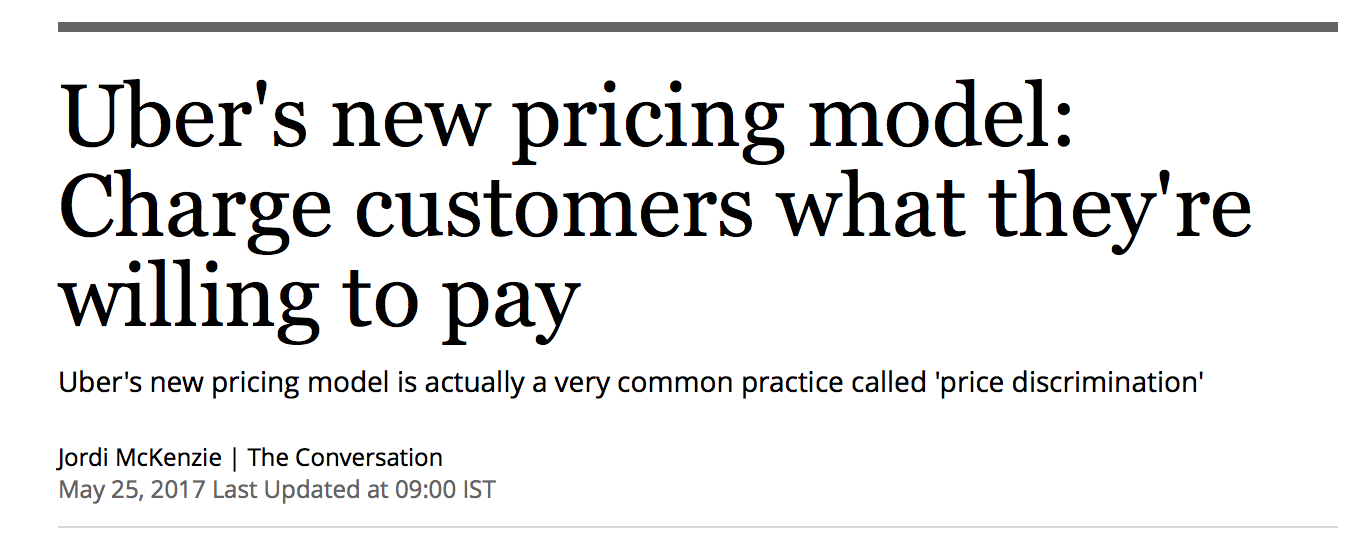 Uber's new pricing model:
Charge customers what they're
willing to pay
Uber's new pricing model is actually a very common practice called 'price discrimination'
Jordi McKenzie | The Conversation
May 25, 2017 Last Updated at 09:00 IST